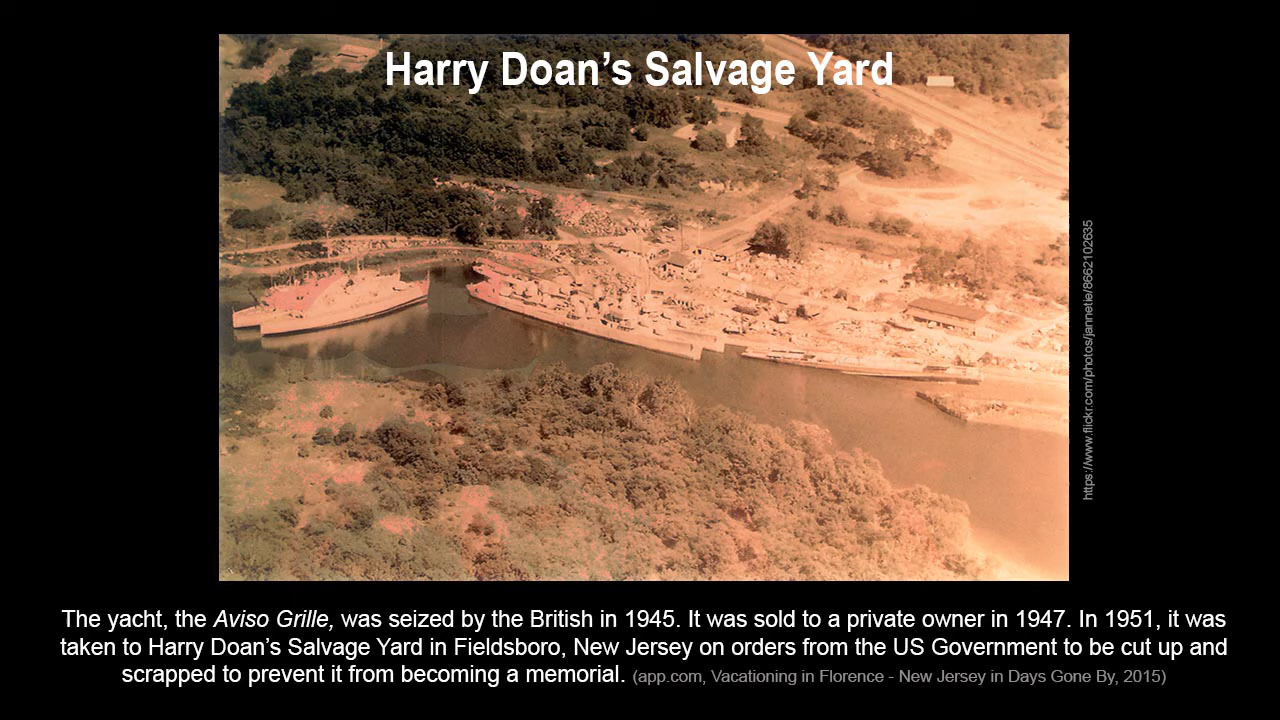 Harry Doan’s Salvage Yard
https://www.flickr.com/photos/jannetie/8662102635
The yacht, the Aviso Grille, was seized by the British in 1945. It was sold to a private owner in 1947. In 1951, it was
taken to Harry Doan’s Salvage Yard in Fieldsboro, New Jersey on orders from the US Government to be cut up and
scrapped to prevent it from becoming a memorial. (app.com, Vacationing in Florence - New Jersey in Days Gone By, 2015)